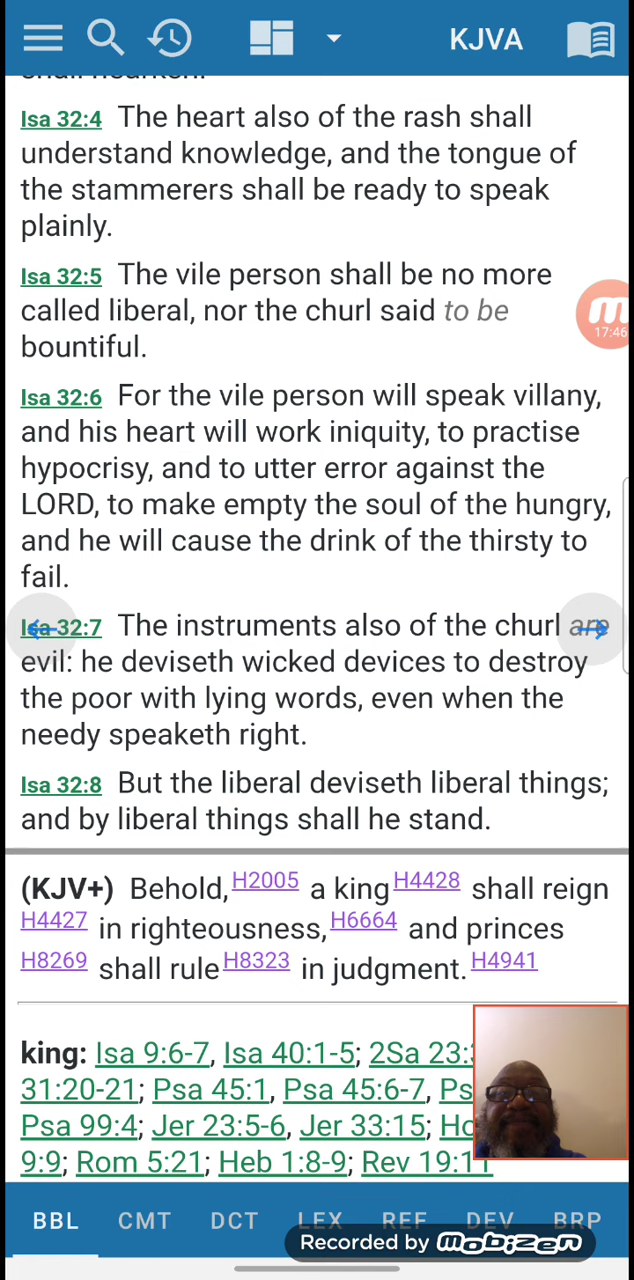 KJVA
shall hearken.
Isa 32:4 The heart also of the rash shall
understand knowledge, and the tongue of
the stammerers shall be ready to speak
plainly.
Isa 32:5 The vile person shall be no more
called liberal, nor the churl said to be
bountiful.
17:46
Isa 32:6 For the vile person will speak villany,
and his heart will work iniquity, to practise
hypocrisy, and to utter error against the
LORD, to make empty the soul of the hungry,
and he will cause the drink of the thirsty to
fail.
Isa 32:7 The instruments also of the churl are
evil: he deviseth wicked devices to destroy
the poor with lying words, even when the
needy speaketh right.
Isa 32:8 But the liberal deviseth liberal things;
and by liberal things shall he stand.
(KJV+) Behold, H2005 a king H4428 shall reign
H4427 in righteousness, H6664 and princes
H8269 shall rule H8323 in judgment. H4941
king: Isa 9:6-7, Isa 40:1-5; 2Sa 23:
31:20-21; Psa 45:1, Psa 45:6-7, Ps
Psa 99:4; Jer 23:5-6, Jer 33:15; Ho
9:9; Rom 5:21; Heb 1:8-9; Rev 19:11
BBL CMT DCT LEX REF DEV BRP
Recorded by mobizen